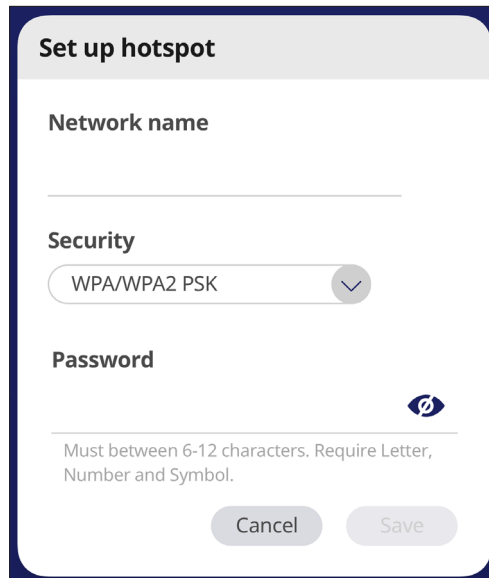 Set up hotspot
Network name
Security
WPA/WPA2 PSK
Password
Must between 6-12 characters. Require Letter,
Number and Symbol.
Cancel
Save